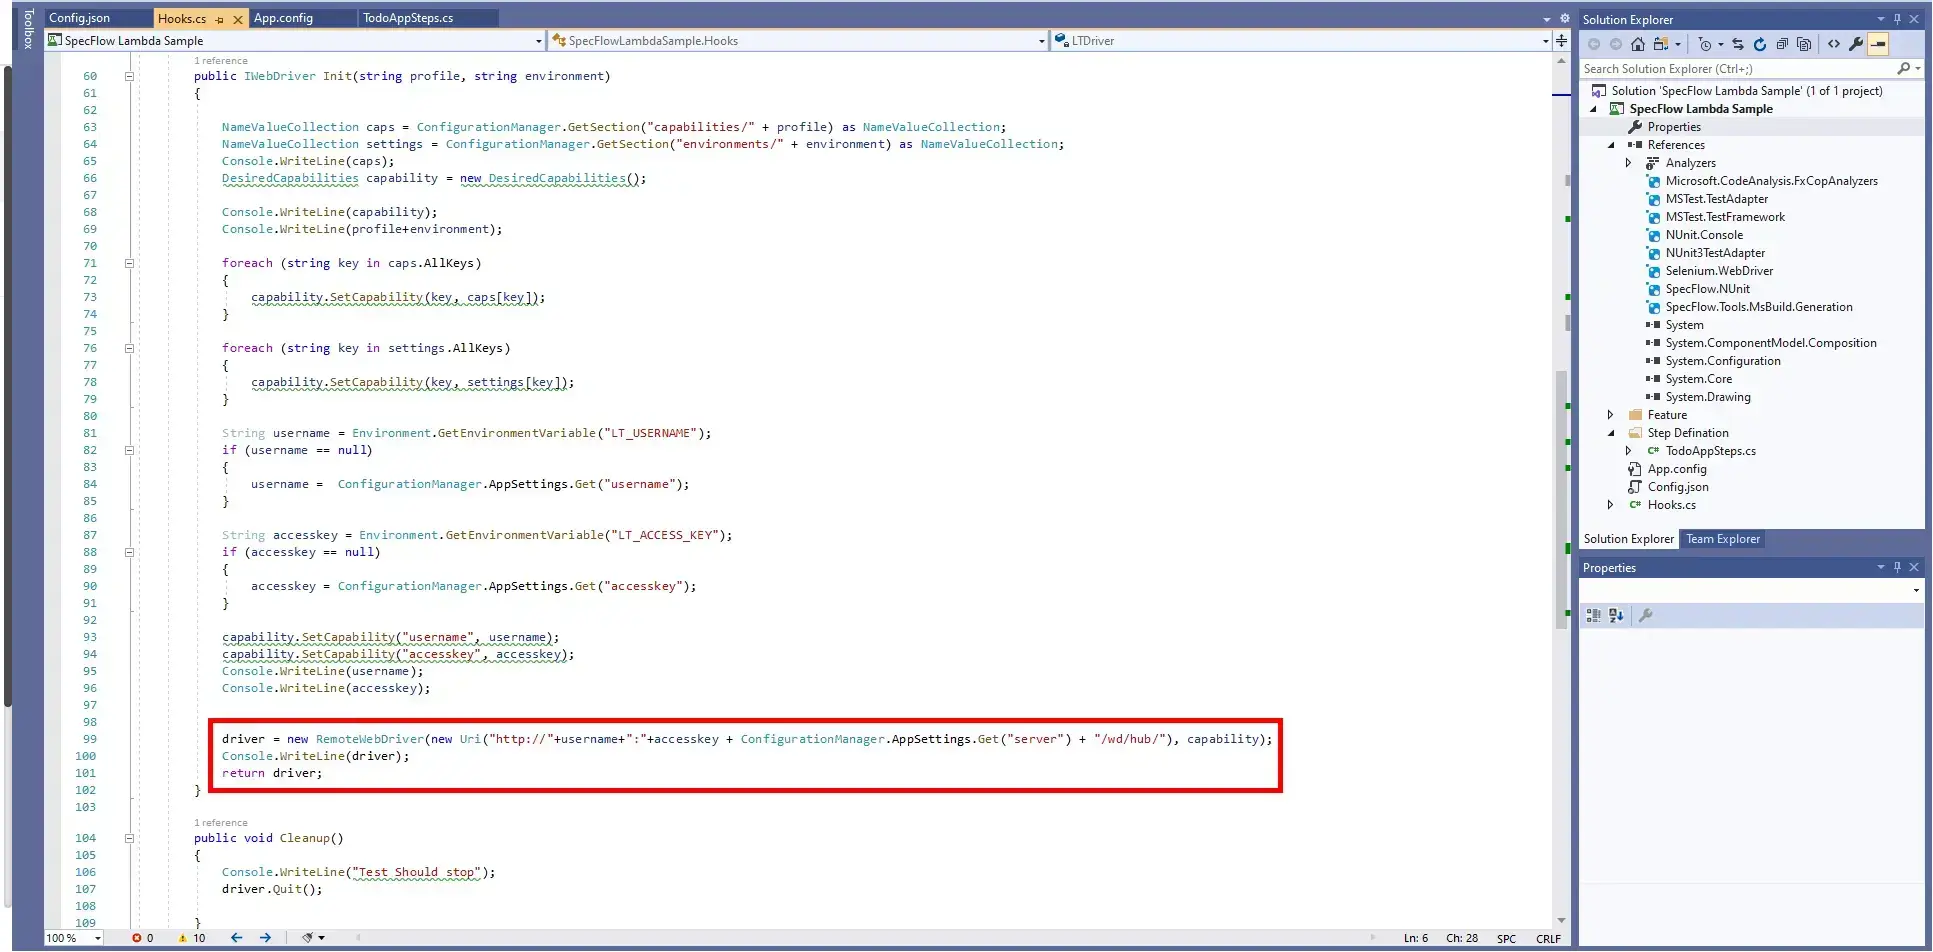 Toolbox
Config.json
Hooks.cs
App.config
TodoAppSteps.cs
SpecFlow Lambda Sample
SpecFlowLambdaSample.Hooks
LTDriver
1 reference
60 public IWebDriver Init(string profile, string environment)
61 {
62
63 NameValueCollection caps = ConfigurationManager.GetSection("capabilities/" + profile) as NameValueCollection;
64 NameValueCollection settings = ConfigurationManager.GetSection("environments/" + environment) as NameValueCollection;
65 Console.WriteLine(caps);
66 DesiredCapabilities capability = new DesiredCapabilities();
67
68 Console.WriteLine(capability);
69 Console.WriteLine(profile+environment);
70
71 foreach (string key in caps.AllKeys)
72 {
73 capability.SetCapability(key, caps[key]);
74 }
75
76 foreach (string key in settings.AllKeys)
77 {
78 capability.SetCapability(key, settings[key]);
79 }
80
81 String username = Environment.GetEnvironmentVariable("LT_USERNAME");
82 if (username == null)
83 {
84 username =  ConfigurationManager.AppSettings.Get("username");
85 }
86
87 String accesskey = Environment.GetEnvironmentVariable("LT_ACCESS_KEY");
88 if (accesskey == null)
89 {
90 accesskey = ConfigurationManager.AppSettings.Get("accesskey");
91 }
92
93 capability.SetCapability("username", username);
94 capability.SetCapability("accesskey", accesskey);
95 Console.WriteLine(username);
96 Console.WriteLine(accesskey);
97
98
99 driver = new RemoteWebDriver(new Uri("http://"+username+":"+accesskey + ConfigurationManager.AppSettings.Get("server") + "/wd/hub/"), capability);
100 Console.WriteLine(driver);
101 return driver;
102 }
103
1 reference
104 public void Cleanup()
105 {
106 Console.WriteLine("Test Should stop");
107 driver.Quit();
108
109 }
100 %
0
10
Ln: 6
Ch: 28
SPC
CRLF
Solution Explorer
Search Solution Explorer (Ctrl+;)
Solution 'SpecFlow Lambda Sample' (1 of 1 project)
SpecFlow Lambda Sample
Properties
References
Analyzers
Microsoft.CodeAnalysis.FxCopAnalyzers
MSTest.TestAdapter
MSTest.TestFramework
NUnit.Console
NUnit3TestAdapter
Selenium.WebDriver
SpecFlow.NUnit
SpecFlow.Tools.MsBuild.Generation
System
System.ComponentModel.Composition
System.Configuration
System.Core
System.Drawing
Feature
Step Defination
C# TodoAppSteps.cs
App.config
Config.json
C# Hooks.cs
Solution Explorer
Team Explorer
Properties